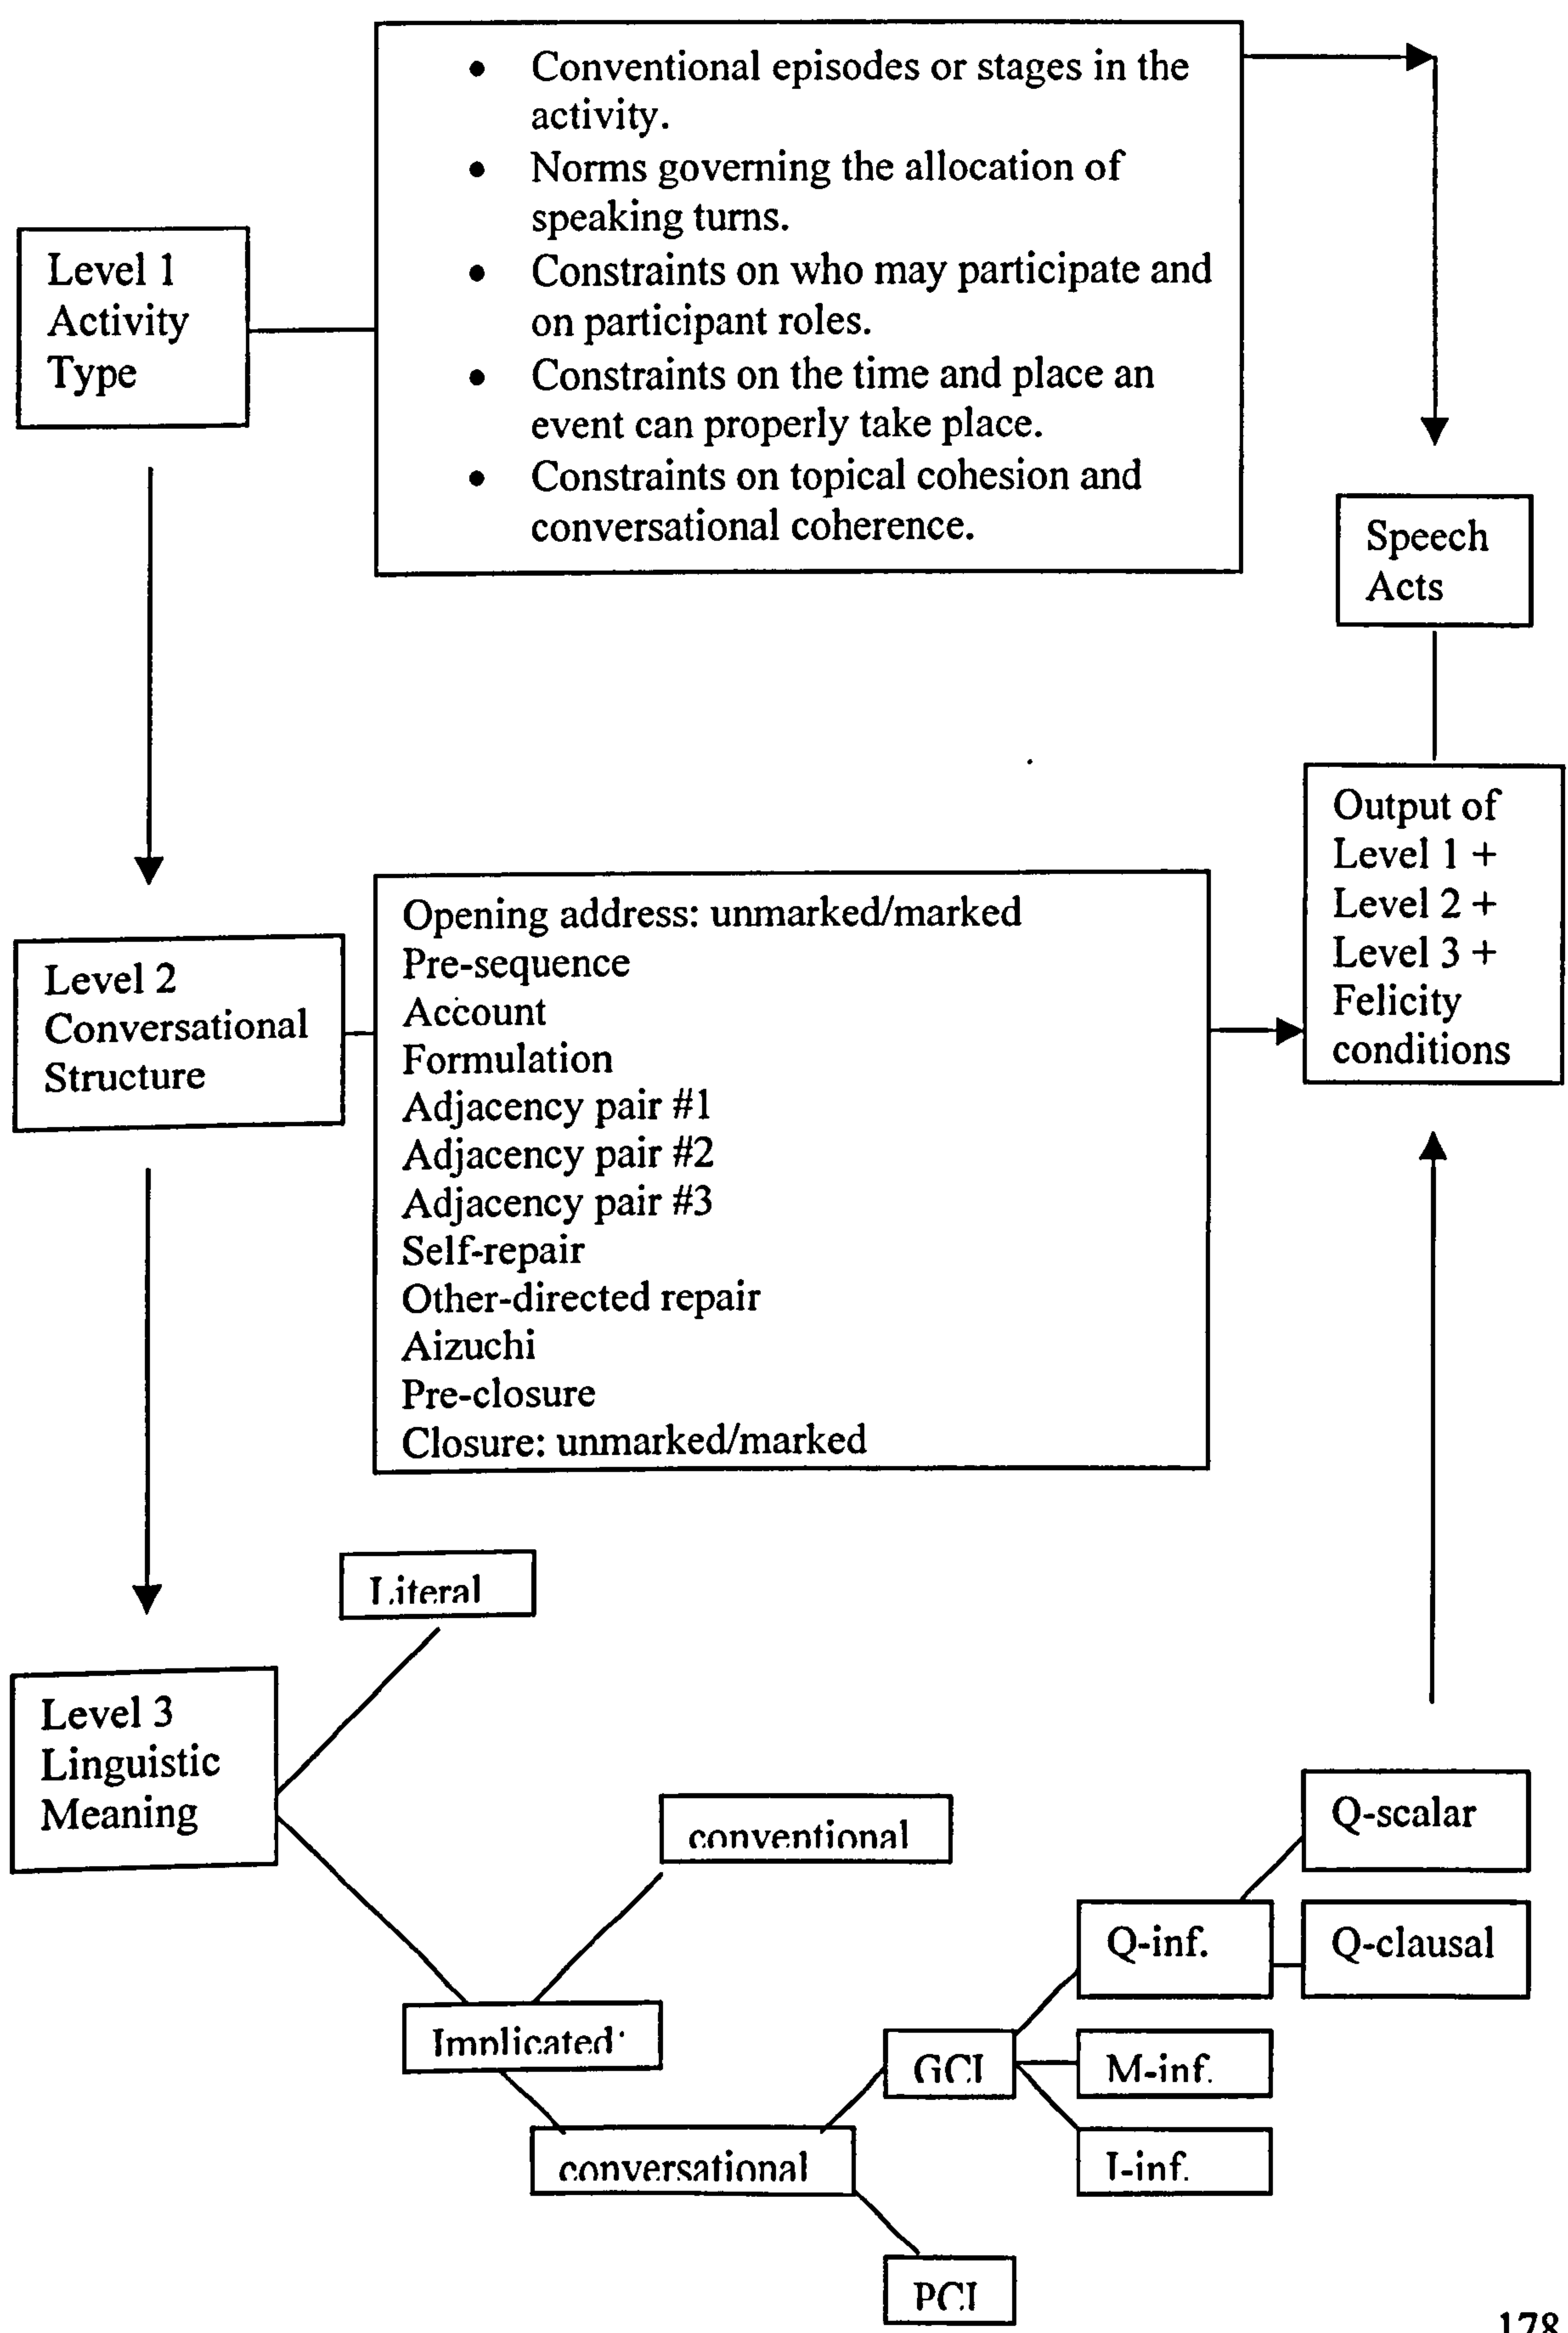 • Conventional episodes or stages in the
activity.
• Norms governing the allocation of
speaking turns.
• Constraints on who may participate and
on participant roles.
• Constraints on the time and place an
event can properly take place.
• Constraints on topical cohesion and
conversational coherence.
Level 1
Activity
Type
Speech
Acts
Output of
Level 1 +
Level 2 +
Level 3 +
Felicity
conditions
Level 2
Conversational
Structure
Opening address: unmarked/marked
Pre-sequence
Account
Formulation
Adjacency pair #1
Adjacency pair #2
Adjacency pair #3
Self-repair
Other-directed repair
Aizuchi
Pre-closure
Closure: unmarked/marked
Literal
Level 3
Linguistic
Meaning
conventional
Q-scalar
Q-inf.
Q-clausal
Implicated
GCI
M-inf.
conversational
I-inf.
PCI
178